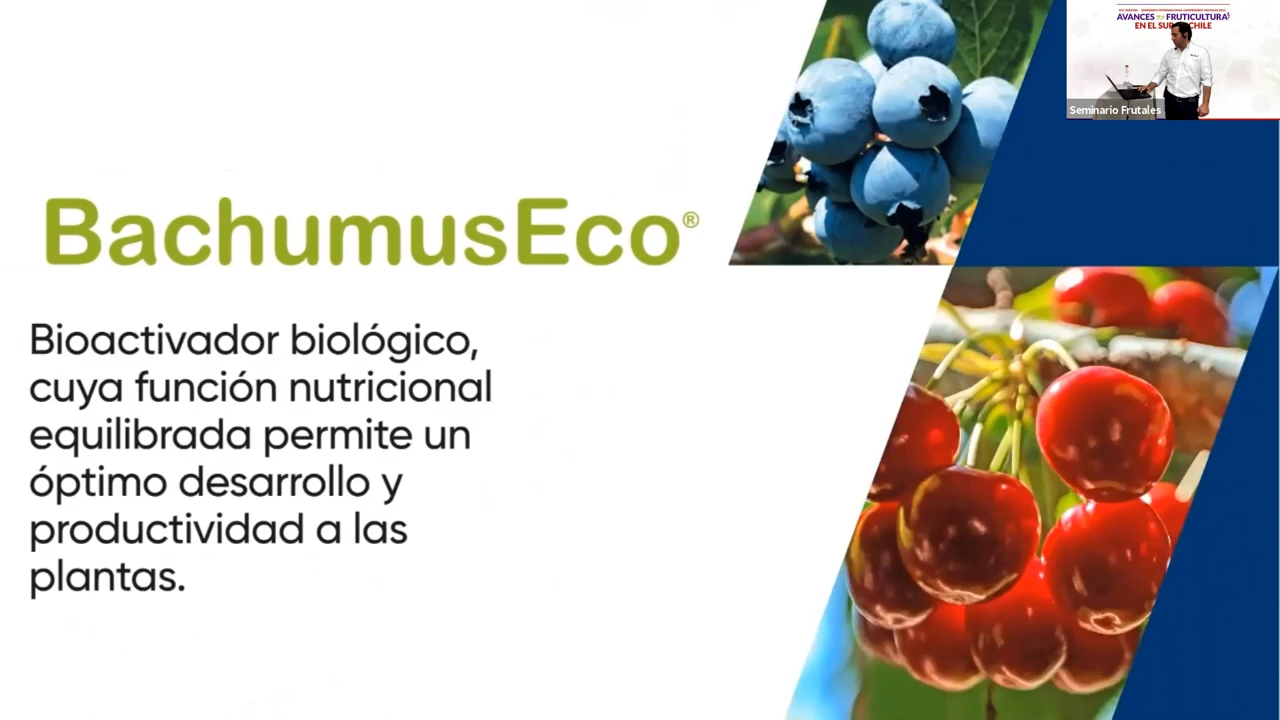 BachumusEco®
Bioactivador biológico,
cuya función nutricional
equilibrada permite un
óptimo desarrollo y
productividad a las
plantas.
AVANCES EN FRUTICULTURA
EN EL SUR CHILE
Seminario Frutales